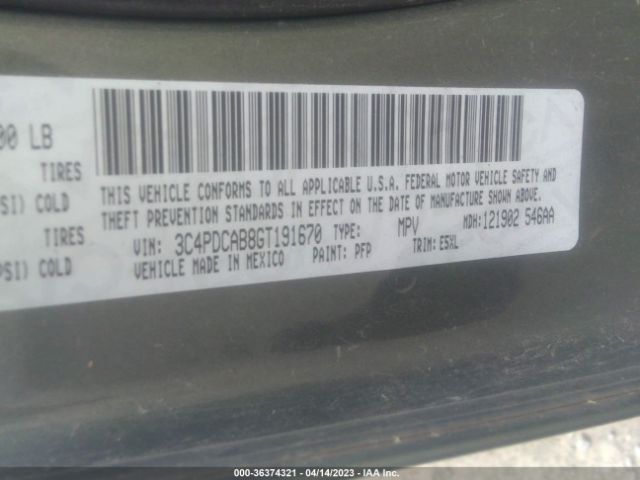 00 LB
TIRES
SI) COLD
TIRES
PSI) COLD
THIS VEHICLE CONFORMS TO ALL APPLICABLE U.S.A. FEDERAL MOTOR VEHICLE SAFETY AND
THEFT PREVENTION STANDARDS IN EFFECT ON THE DATE OF MANUFACTURE SHOWN ABOVE.
VIN: 3C4PDCAB8GT191670 TYPE: MPV MDH:121902 546AA
VEHICLE MADE IN MEXICO PAINT: PFP TRIM: E5XL
000-36374321 | 04/14/2023 | IAA Inc.